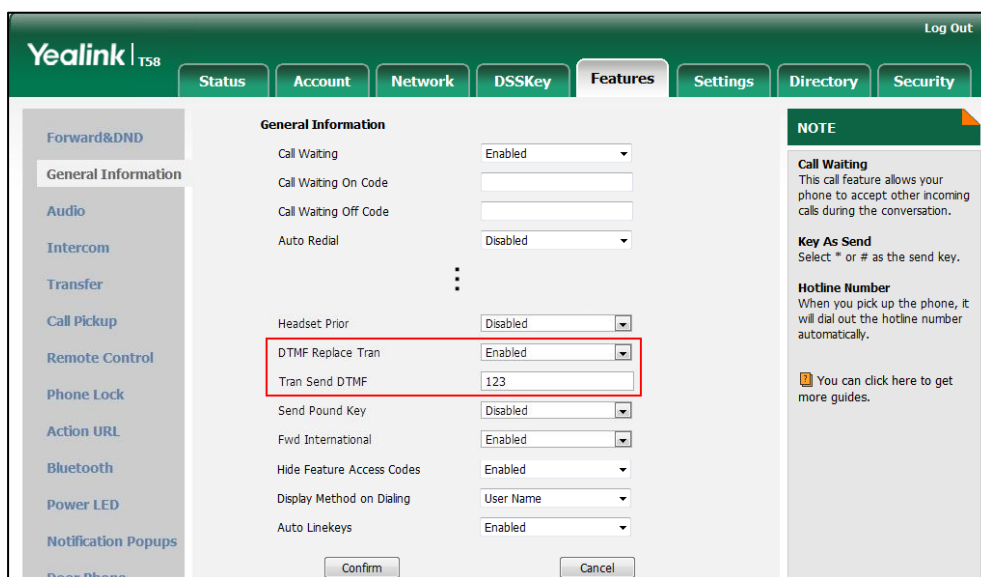 Log Out
Yealink T58
Status Account Network DSSKey Features Settings Directory Security
Forward&DND
General Information
Audio
Intercom
Transfer
Call Pickup
Remote Control
Phone Lock
Action URL
Bluetooth
Power LED
Notification Popups
Door Phone
General Information
Call Waiting Enabled
Call Waiting On Code
Call Waiting Off Code
Auto Redial Disabled
Headset Prior Disabled
DTMF Replace Tran Enabled
Tran Send DTMF 123
Send Pound Key Disabled
Fwd International Enabled
Hide Feature Access Codes Enabled
Display Method on Dialing User Name
Auto Linekeys Enabled
Confirm Cancel
NOTE
Call Waiting
This call feature allows your
phone to accept other incoming
calls during the conversation.
Key As Send
Select * or # as the send key.
Hotline Number
When you pick up the phone, it
will dial out the hotline number
automatically.
You can click here to get
more guides.